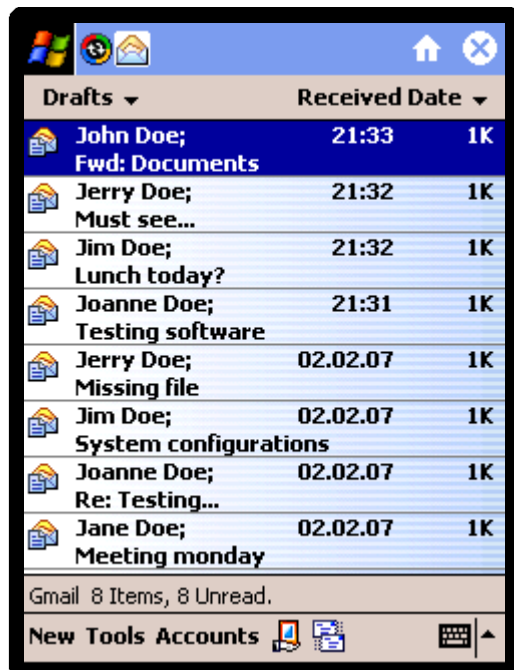 Drafts Received Date
John Doe; 21:33 1K
Fwd: Documents
Jerry Doe; 21:32 1K
Must see...
Jim Doe; 21:32 1K
Lunch today?
Joanne Doe; 21:31 1K
Testing software
Jerry Doe; 02.02.07 1K
Missing file
Jim Doe; 02.02.07 1K
System configurations
Joanne Doe; 02.02.07 1K
Re: Testing...
Jane Doe; 02.02.07 1K
Meeting monday
Gmail 8 Items, 8 Unread.
New Tools Accounts